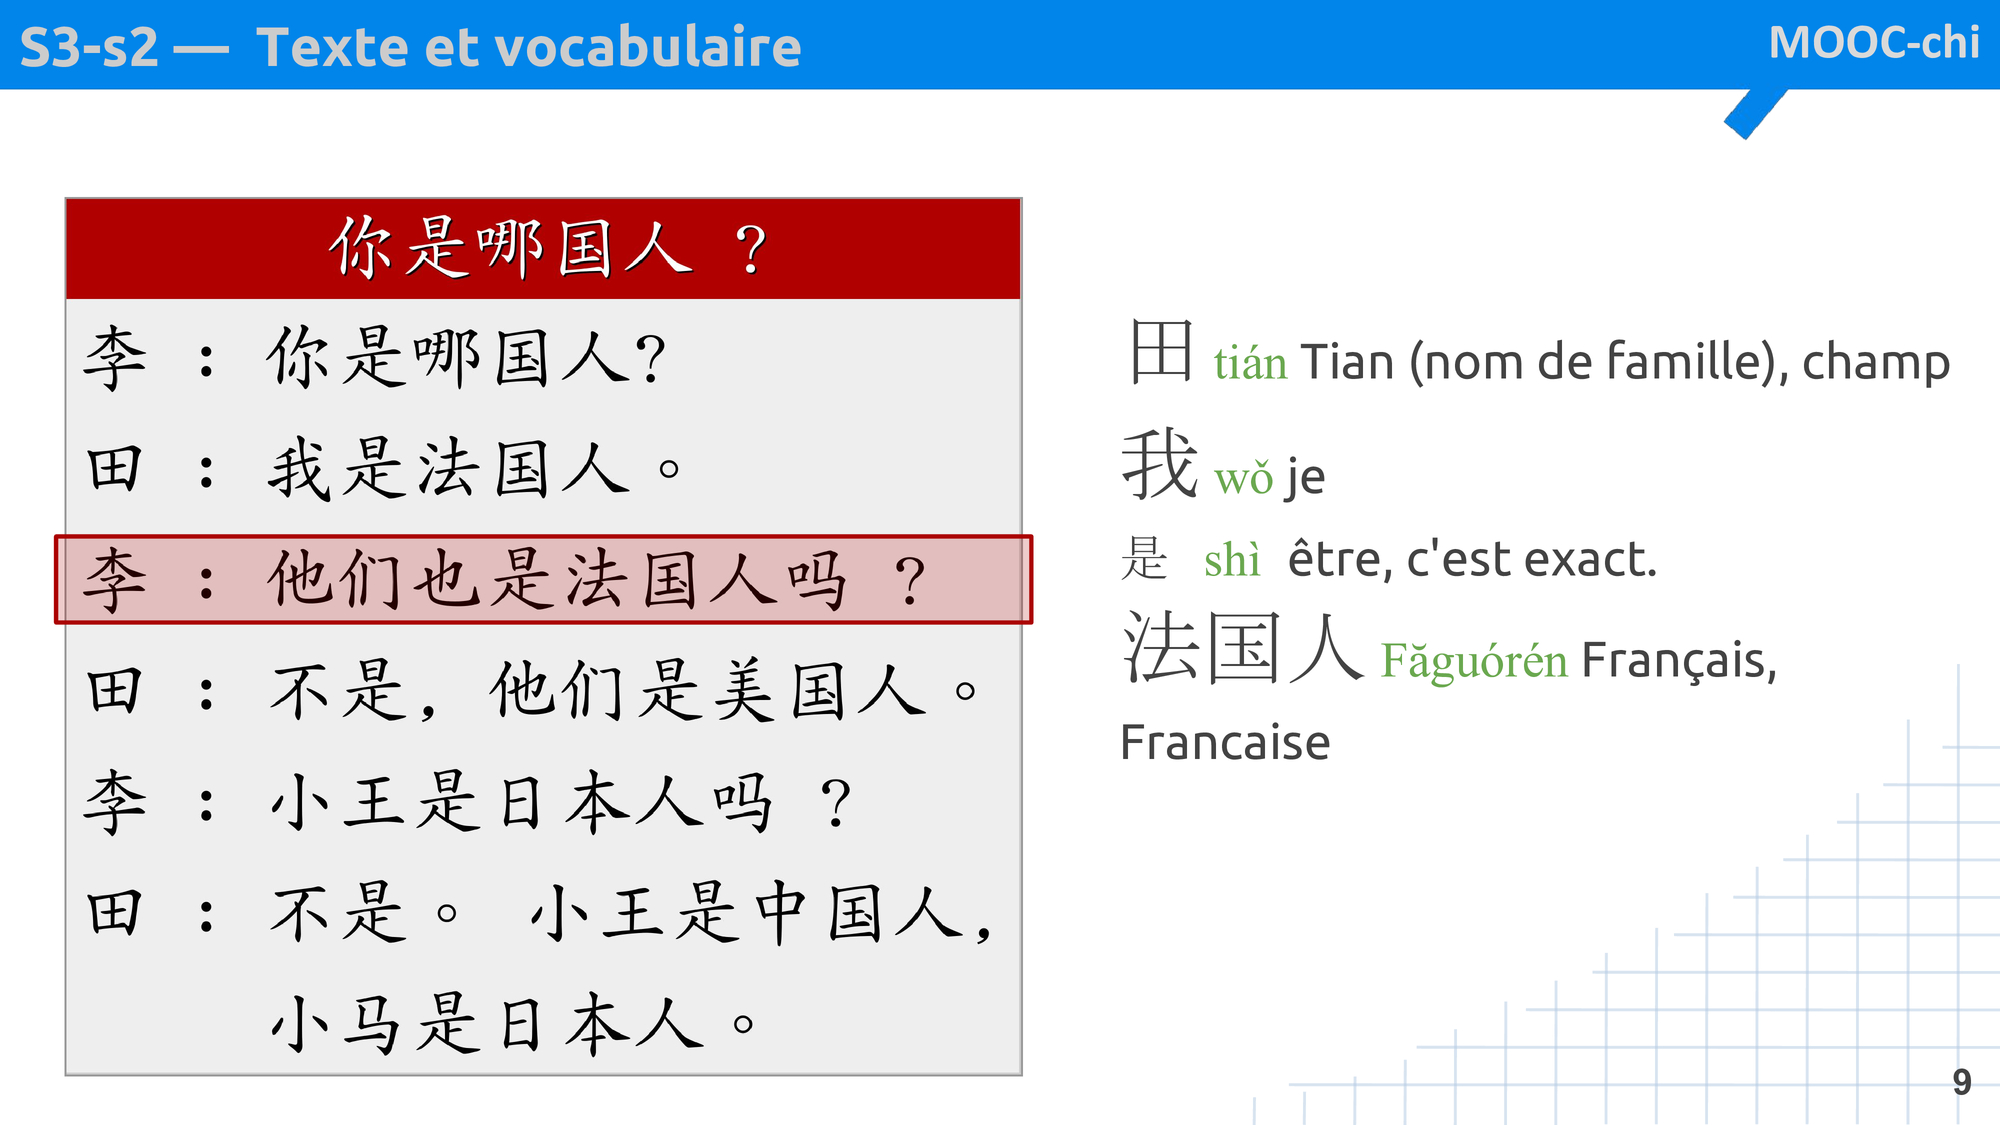 S3-s2 — Texte et vocabulaire
MOOC-chi
你是哪国人 ?
李 : 你是哪国人?
田 : 我是法国人。
李 : 他们也是法国人吗 ?
田 : 不是, 他们是美国人。
李 : 小王是日本人吗 ?
田 : 不是。 小王是中国人,
小马是日本人。
田 tián Tian (nom de famille), champ
我 wǒ je
是 shì être, c'est exact.
法国人 Făguórén Français,
Francaise
9